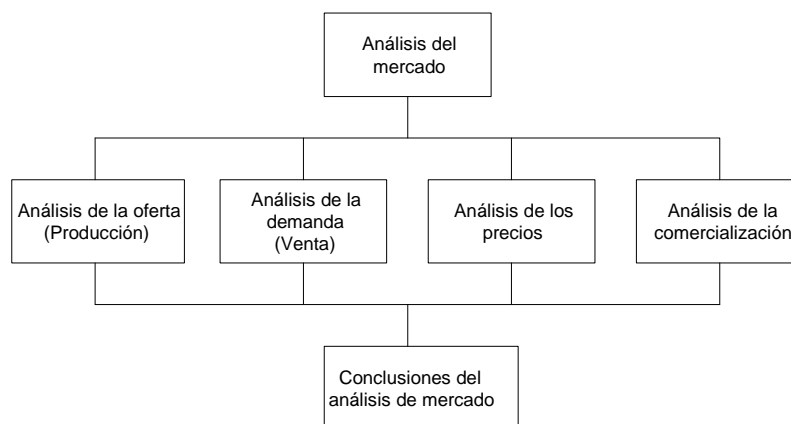 Análisis del
mercado
Análisis de la oferta
(Producción)
Análisis de la
demanda
(Venta)
Análisis de los
precios
Análisis de la
comercialización
Conclusiones del
análisis de mercado